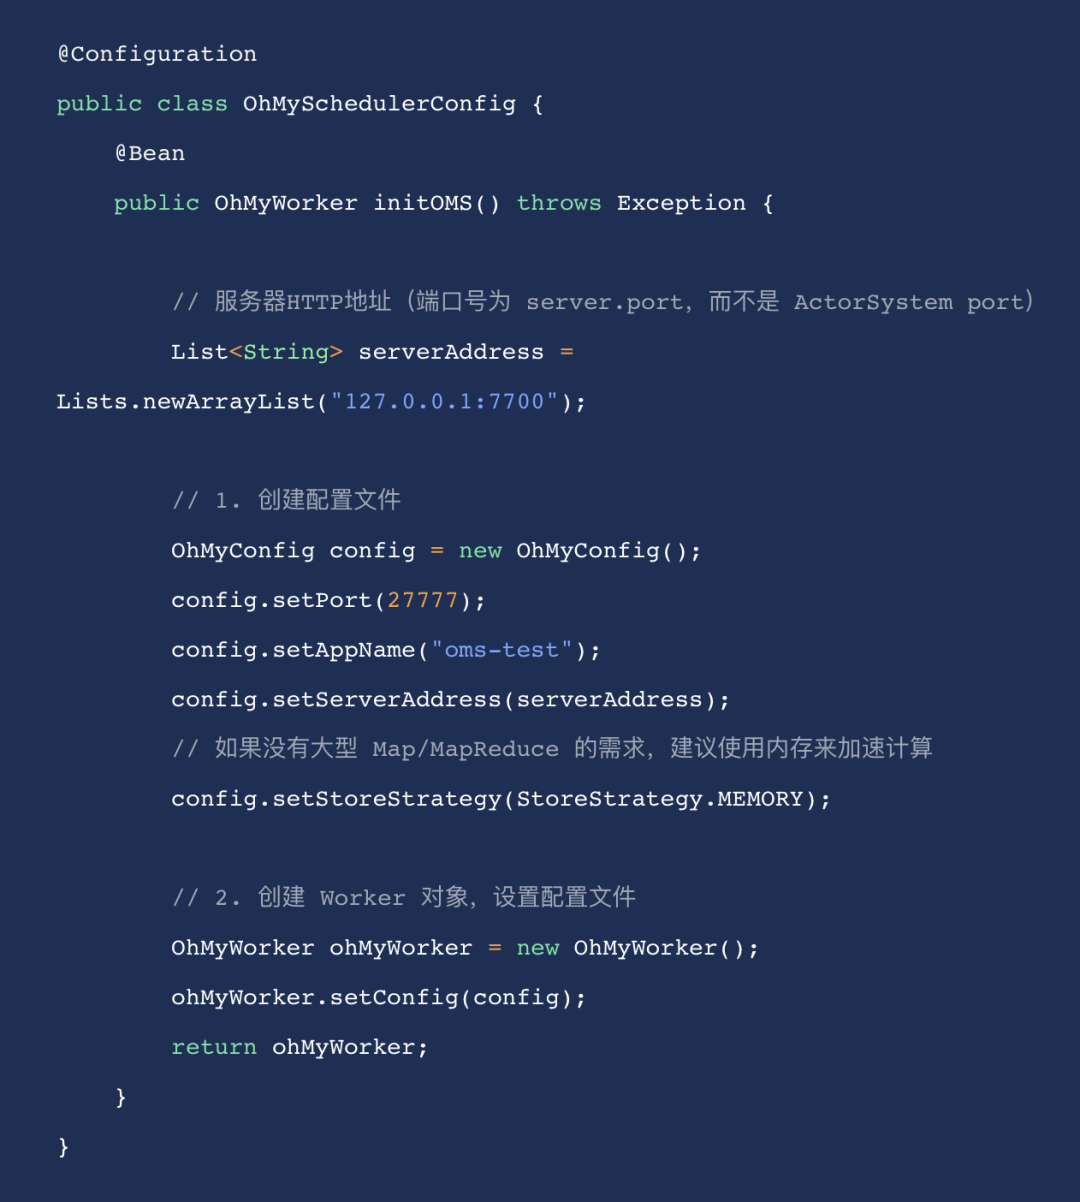 @Configuration
public class OhMySchedulerConfig {
    @Bean
    public OhMyWorker initOMS() throws Exception {

        // 服务器HTTP地址（端口号为 server.port，而不是 ActorSystem port）
        List<String> serverAddress =
Lists.newArrayList("127.0.0.1:7700");

        // 1. 创建配置文件
        OhMyConfig config = new OhMyConfig();
        config.setPort(27777);
        config.setAppName("oms-test");
        config.setServerAddress(serverAddress);
        // 如果没有大型 Map/MapReduce 的需求，建议使用内存来加速计算
        config.setStoreStrategy(StoreStrategy.MEMORY);

        // 2. 创建 Worker 对象，设置配置文件
        OhMyWorker ohMyWorker = new OhMyWorker();
        ohMyWorker.setConfig(config);
        return ohMyWorker;
    }
}